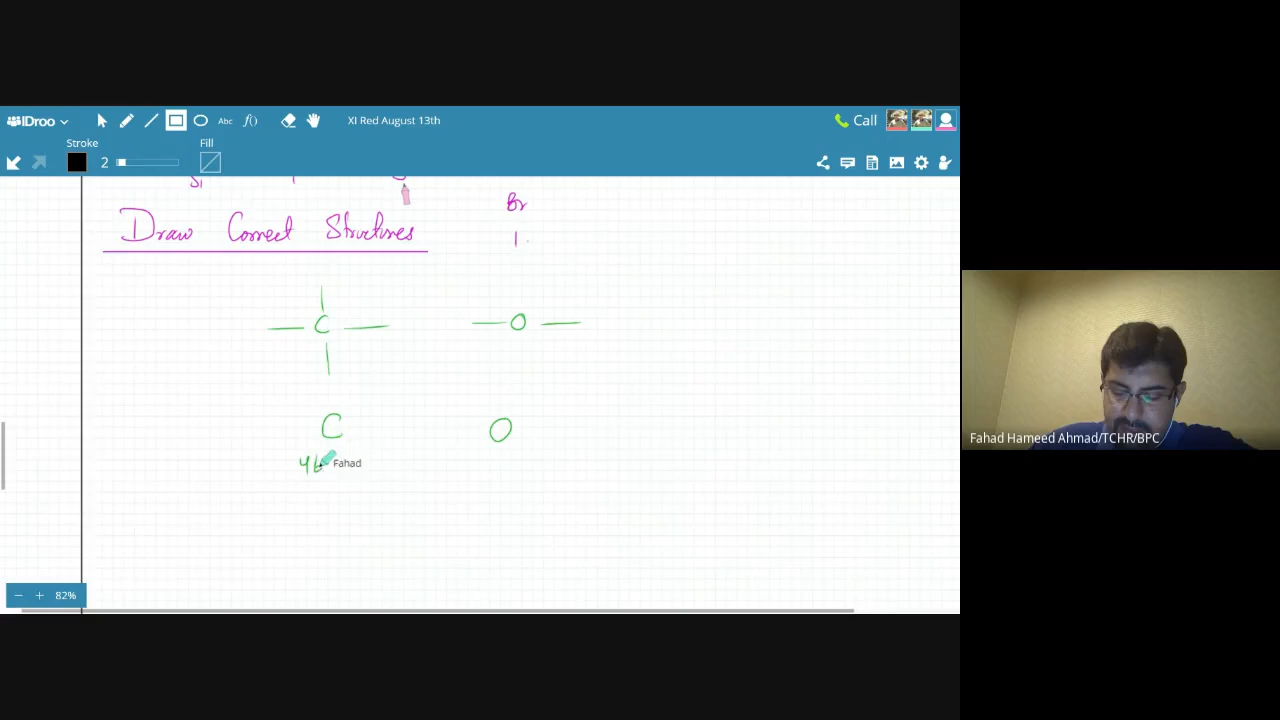 IDroo Abc f() XI Red August 13th Call
Stroke Fill
2
Br
Draw Correct Structures
C O
C O
Fahad
Fahad Hameed Ahmad/TCHR/BPC
82%